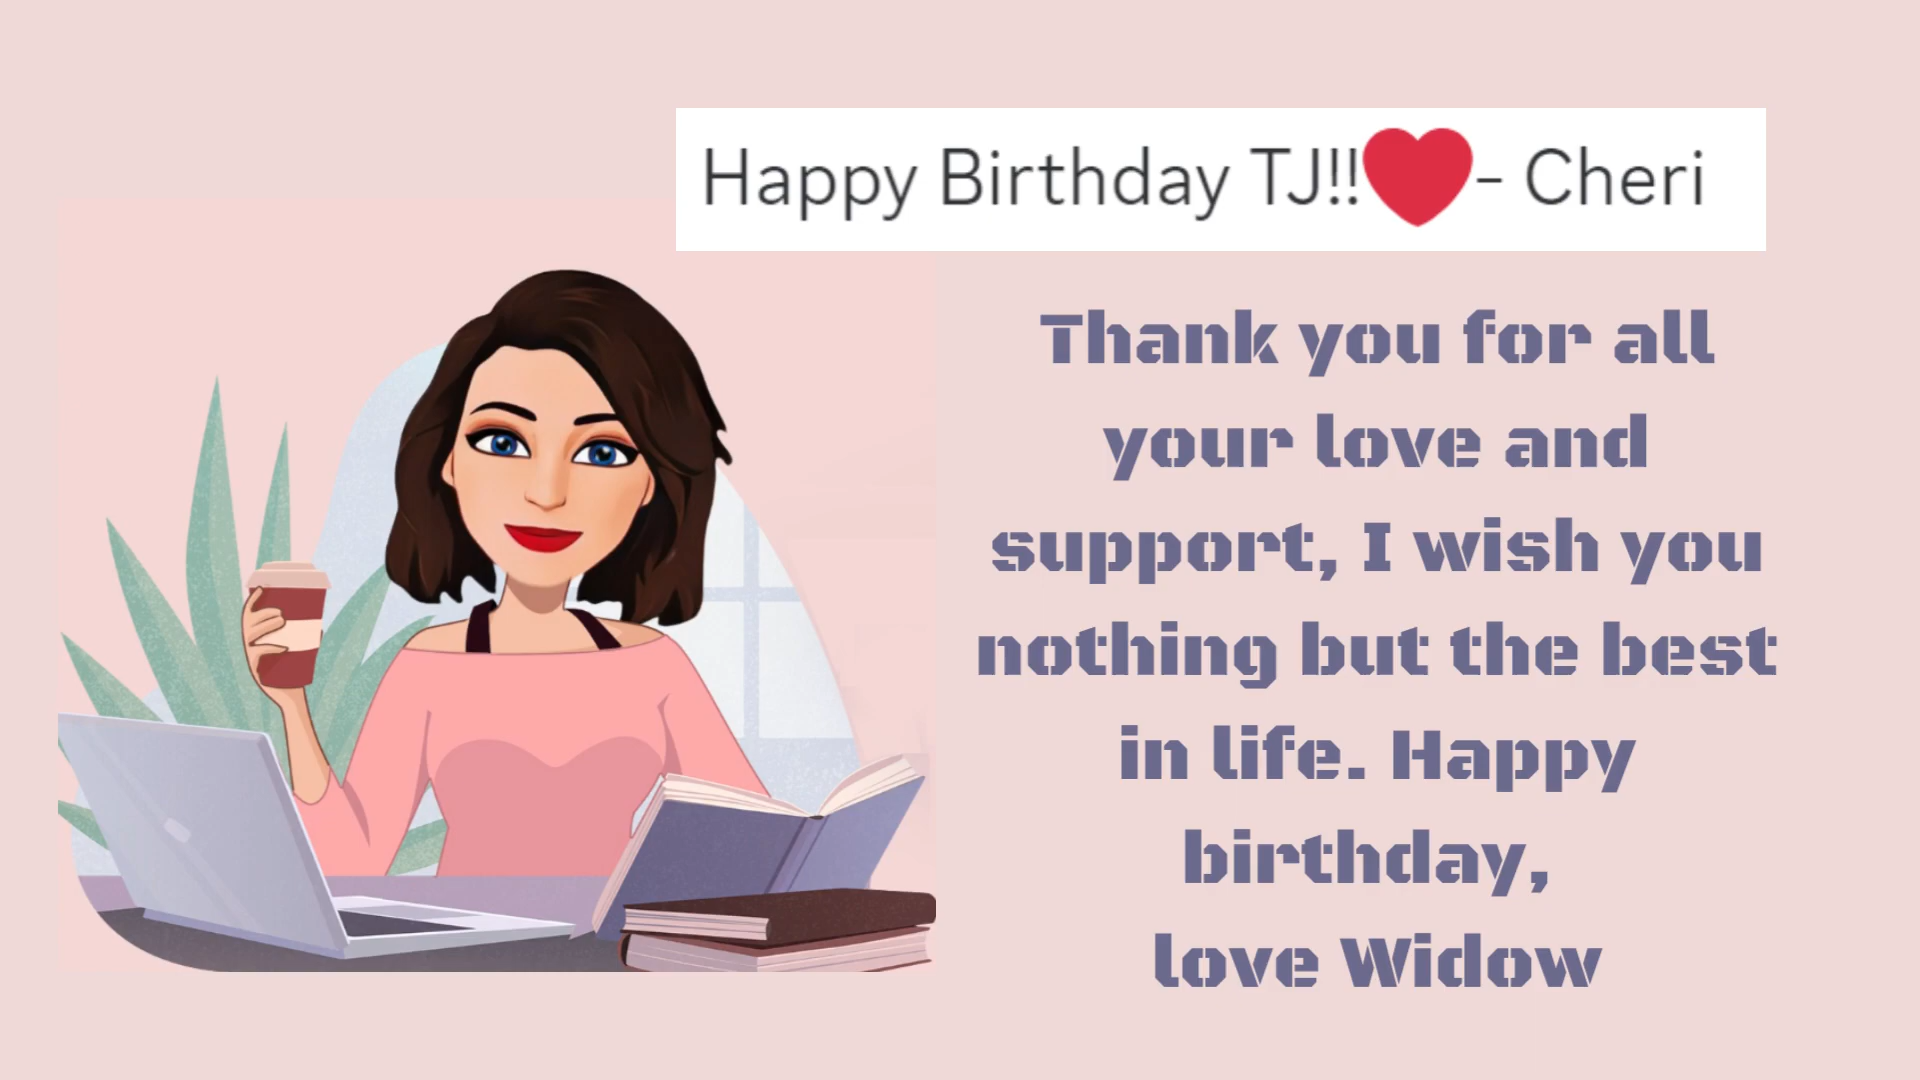 Happy Birthday TJ!!❤️- Cheri
Thank you for all
your love and
support, I wish you
nothing but the best
in life. Happy
birthday,
love Widow